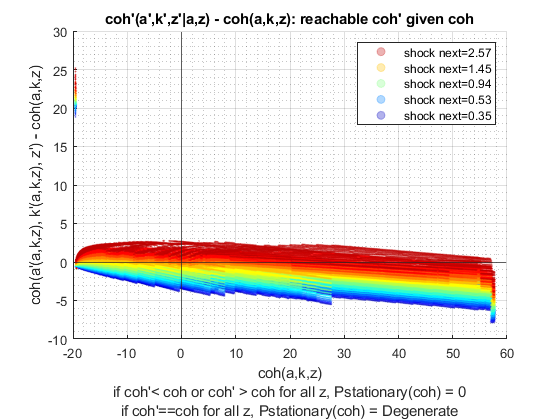 coh'(a',k',z'|a,z) - coh(a,k,z): reachable coh' given coh
coh(a'(a,k,z), k'(a,k,z), z') - coh(a,k,z)
30
25
20
15
10
5
0
-5
-10
shock next=2.57
shock next=1.45
shock next=0.94
shock next=0.53
shock next=0.35
-20 -10 0 10 20 30 40 50 60
coh(a,k,z)
if coh'< coh or coh' > coh for all z, Pstationary(coh) = 0
if coh'==coh for all z, Pstationary(coh) = Degenerate